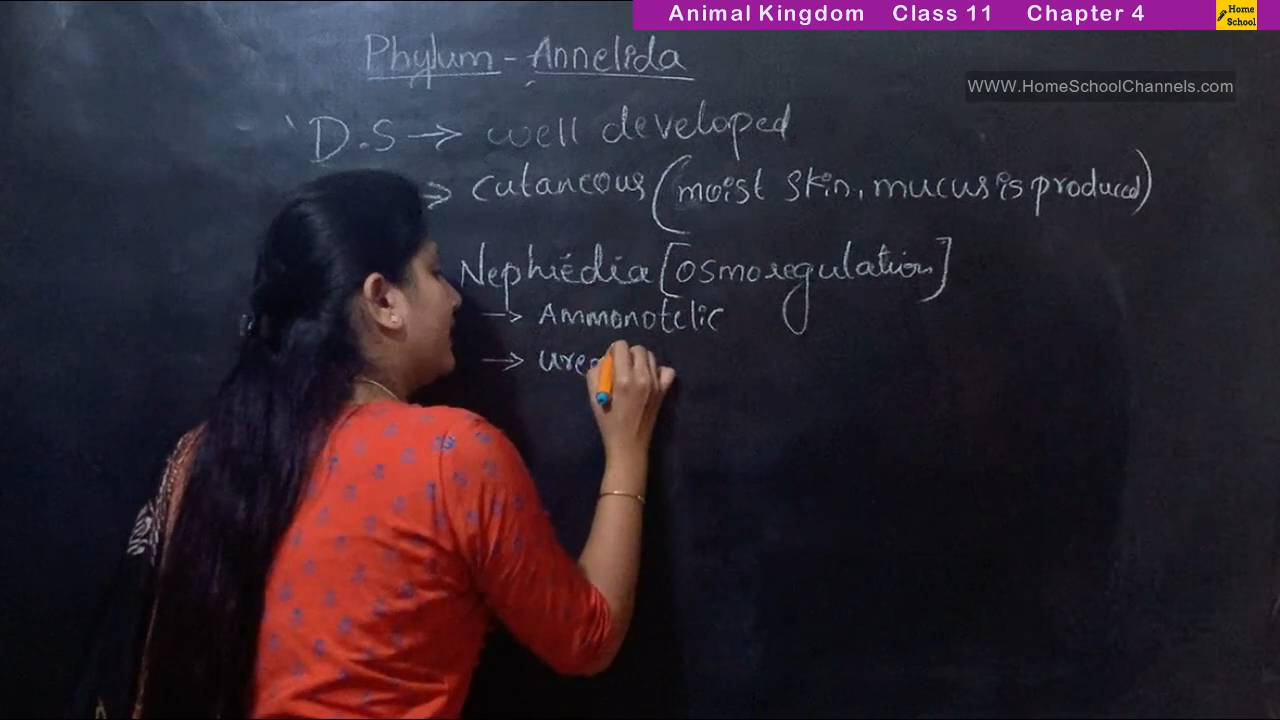 Animal Kingdom Class 11 Chapter 4
Home School
WWW.HomeSchoolChannels.com
Phylum - Annelida
D.S → well developed
→ cutaneous (moist skin, mucus is produced)
Nephridia [osmoregulation]
→ Ammonotelic
→ ure